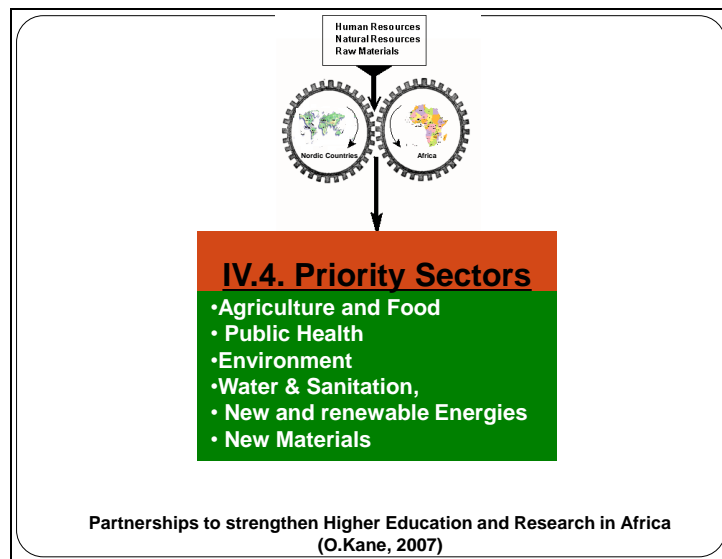 Human Resources
Natural Resources
Raw Materials
Nordic Countries
Africa
IV.4. Priority Sectors
•Agriculture and Food
• Public Health
•Environment
•Water & Sanitation,
• New and renewable Energies
• New Materials
Partnerships to strengthen Higher Education and Research in Africa
(O.Kane, 2007)